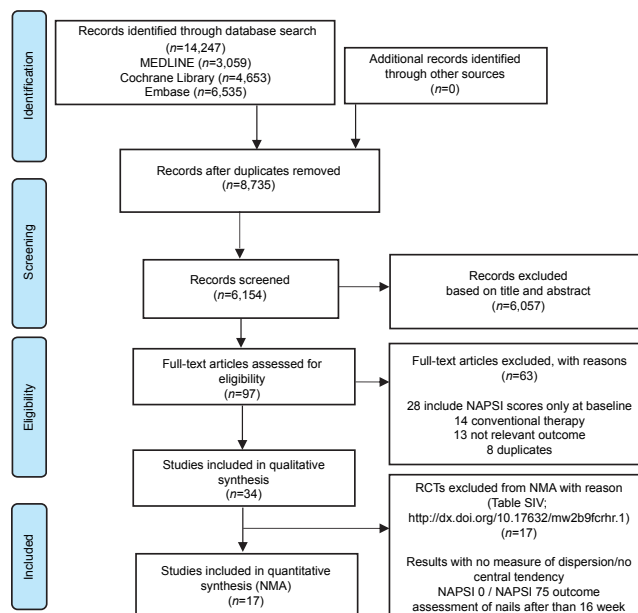 Identification
Records identified through database search
(n=14,247)
MEDLINE (n=3,059)
Cochrane Library (n=4,653)
Embase (n=6,535)
Additional records identified
through other sources
(n=0)
Records after duplicates removed
(n=8,735)
Screening
Records screened
(n=6,154)
Records excluded
based on title and abstract
(n=6,057)
Eligibility
Full-text articles assessed for
eligibility
(n=97)
Full-text articles excluded, with reasons
(n=63)
28 include NAPSI scores only at baseline
14 conventional therapy
13 not relevant outcome
8 duplicates
Studies included in qualitative
synthesis
(n=34)
Included
RCTs excluded from NMA with reason
(Table SIV;
http://dx.doi.org/10.17632/mw2b9fcrhr.1)
(n=17)
Results with no measure of dispersion/no
central tendency
NAPSI 0 / NAPSI 75 outcome
assessment of nails after than 16 week
Studies included in quantitative
synthesis (NMA)
(n=17)